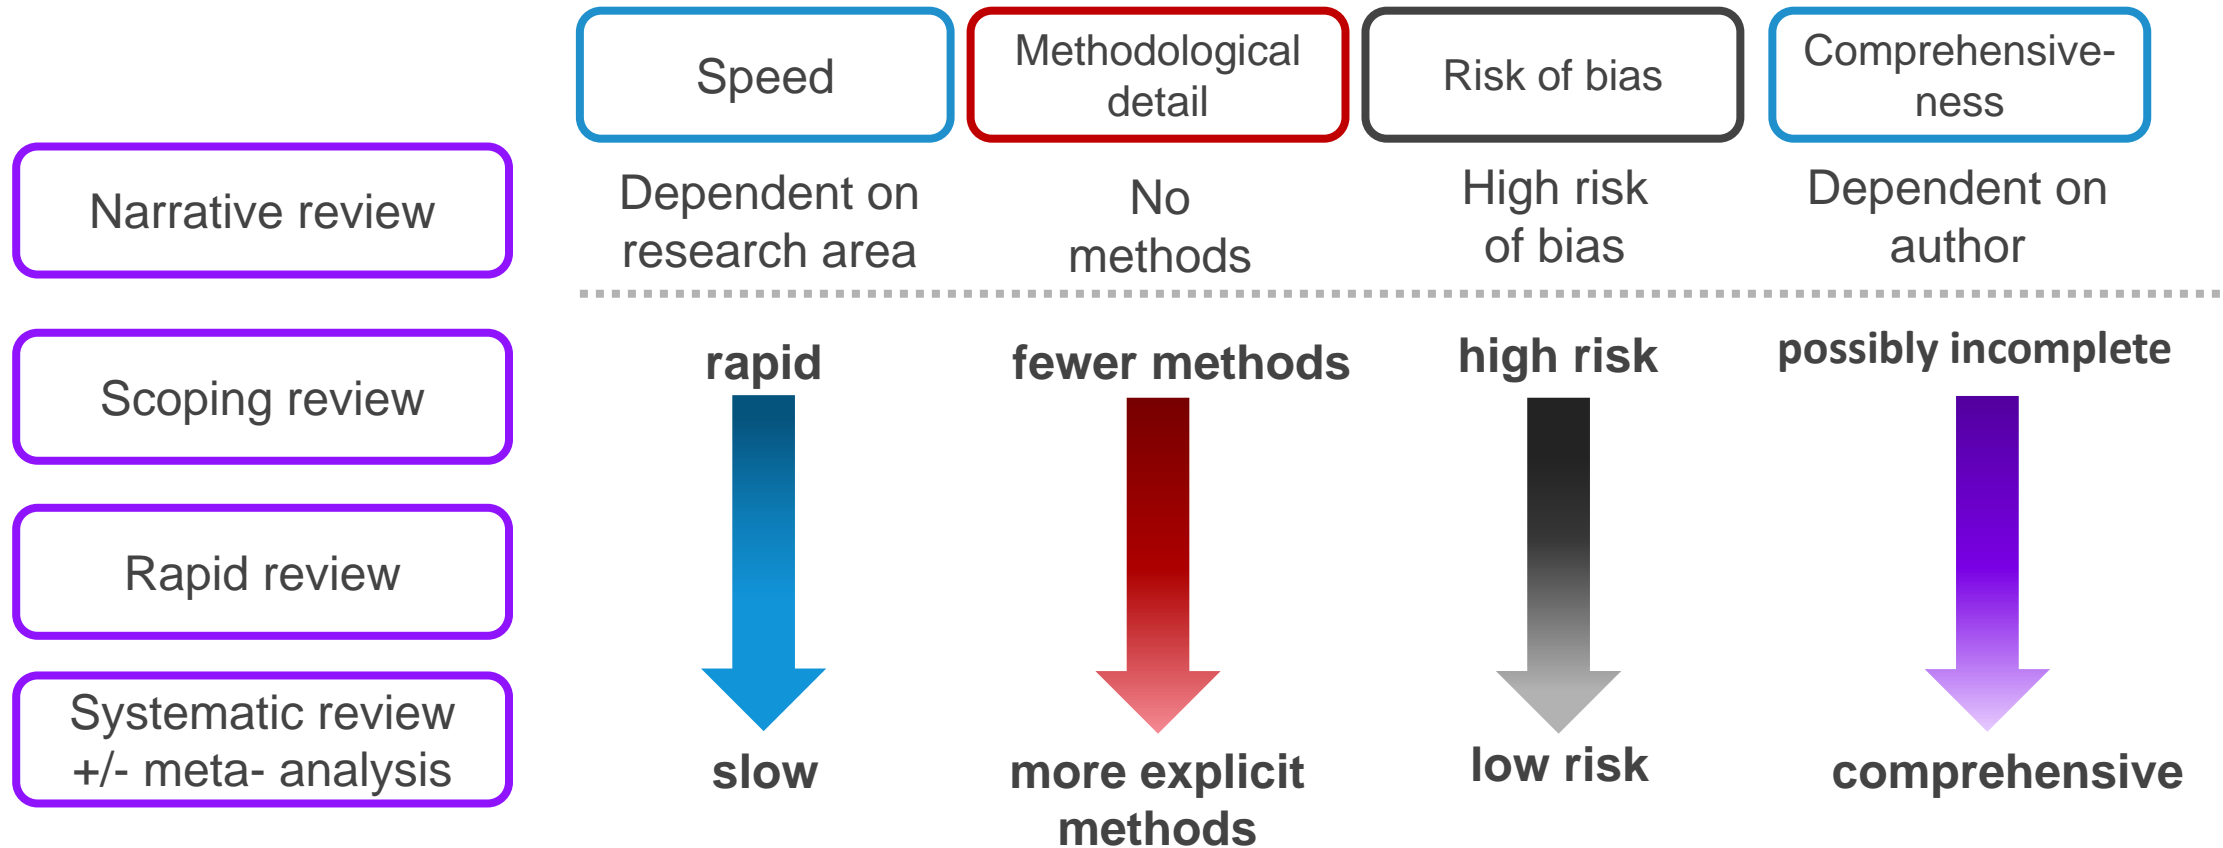 Speed
Methodological
detail
Risk of bias
Comprehensive-
ness
Narrative review
Dependent on
research area
No
methods
High risk
of bias
Dependent on
author
Scoping review
rapid
fewer methods
high risk
possibly incomplete
Rapid review
Systematic review
+/- meta- analysis
slow
more explicit
methods
low risk
comprehensive